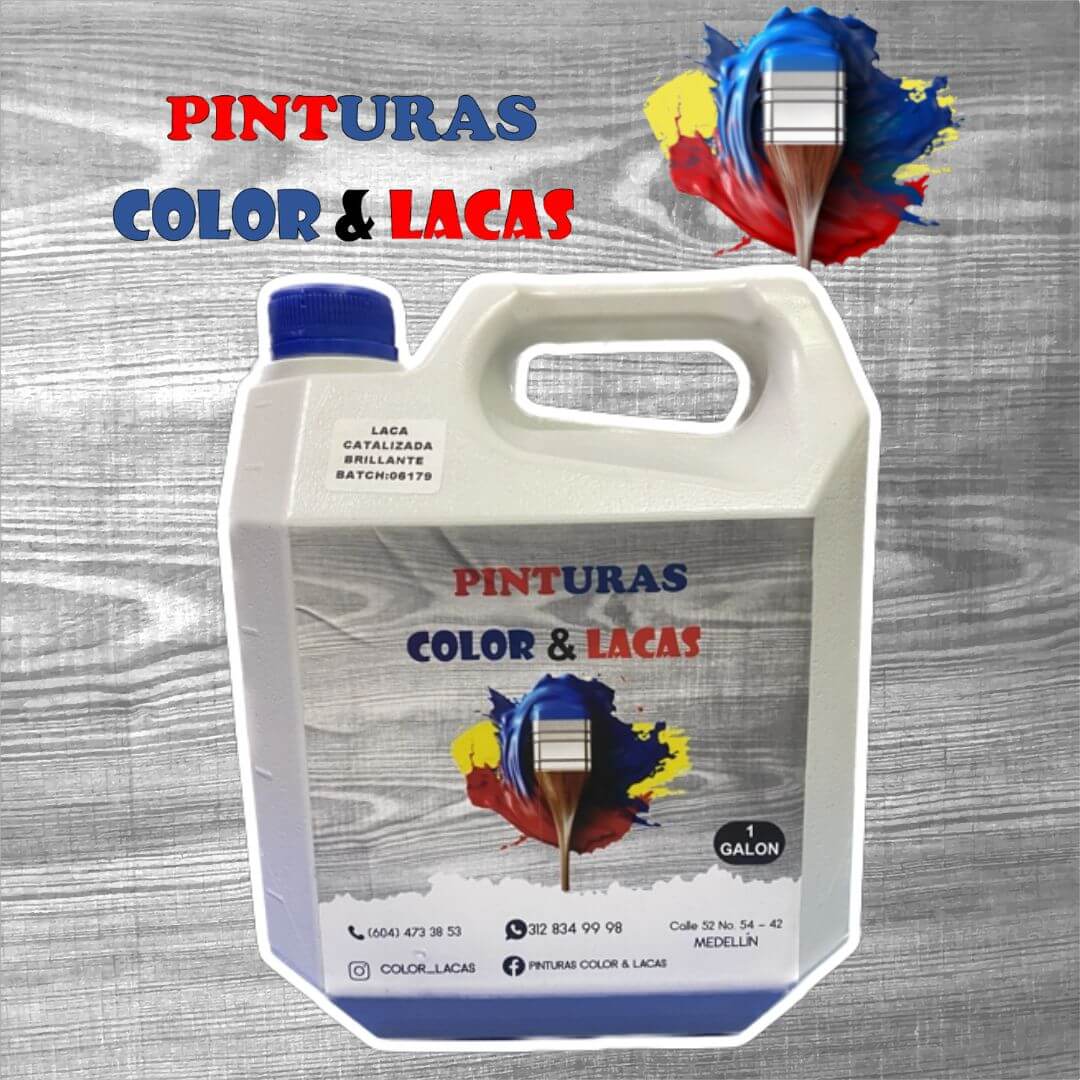 PINTURAS
COLOR & LACAS
LACA
CATALIZADA
BRILLANTE
BATCH:06179
PINTURAS
COLOR & LACAS
1
GALON
(604) 473 38 53
312 834 99 98
Calle 52 No. 54 - 42
MEDELLÍN
COLOR_LACAS
PINTURAS COLOR & LACAS